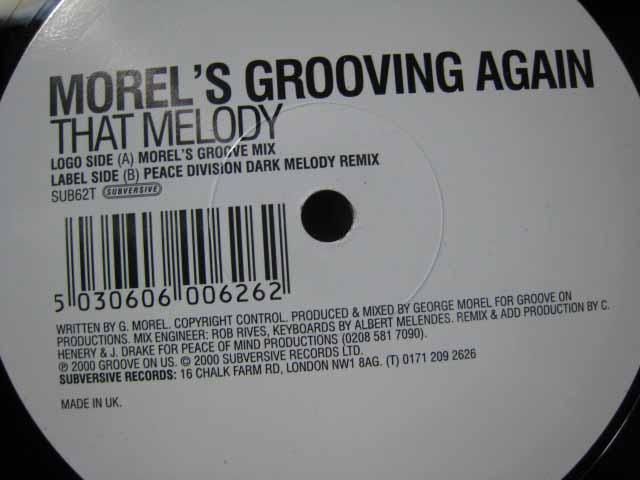 MOREL'S GROOVING AGAIN
THAT MELODY
LOGO SIDE (A) MOREL'S GROOVE MIX
LABEL SIDE (B) PEACE DIVISION DARK MELODY REMIX
SUB62T SUBVERSIVE
5 030606 006262
WRITTEN BY G. MOREL. COPYRIGHT CONTROL. PRODUCED & MIXED BY GEORGE MOREL FOR GROOVE ON
PRODUCTIONS. MIX ENGINEER: ROB RIVES, KEYBOARDS BY ALBERT MELENDES. REMIX & ADD PRODUCTION BY C.
HENERY & J. DRAKE FOR PEACE OF MIND PRODUCTIONS (0208 581 7090).
℗ 2000 GROOVE ON US. © 2000 SUBVERSIVE RECORDS LTD.
SUBVERSIVE RECORDS: 16 CHALK FARM RD, LONDON NW1 8AG. (T) 0171 209 2626
MADE IN UK.